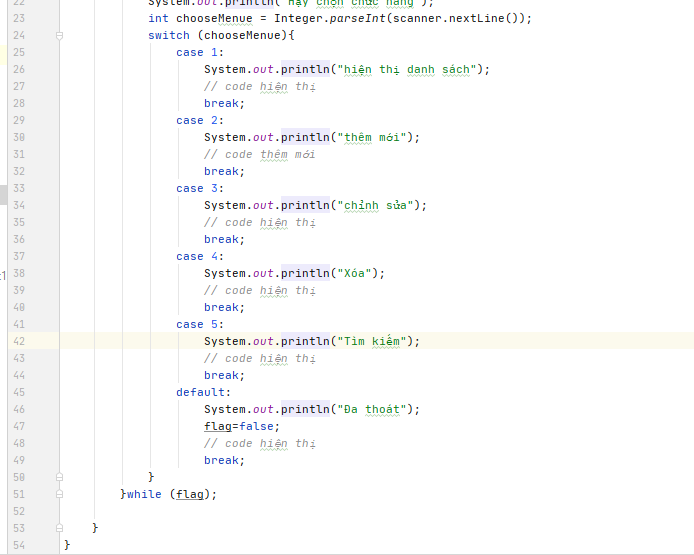 22 System.out.println("Hãy chọn chức năng");
23 int chooseMenue = Integer.parseInt(scanner.nextLine());
24 switch (chooseMenue){
25 case 1:
26 System.out.println("hiện thị danh sách");
27 // code hiện thị
28 break;
29 case 2:
30 System.out.println("thêm mới");
31 // code thêm mới
32 break;
33 case 3:
34 System.out.println("chỉnh sửa");
35 // code hiện thị
36 break;
37 case 4:
38 System.out.println("Xóa");
39 // code hiện thị
40 break;
41 case 5:
42 System.out.println("Tìm kiếm");
43 // code hiện thị
44 break;
45 default:
46 System.out.println("Đa thoát");
47 flag=false;
48 // code hiện thị
49 break;
50 }
51 }while (flag);
52
53 }
54 }